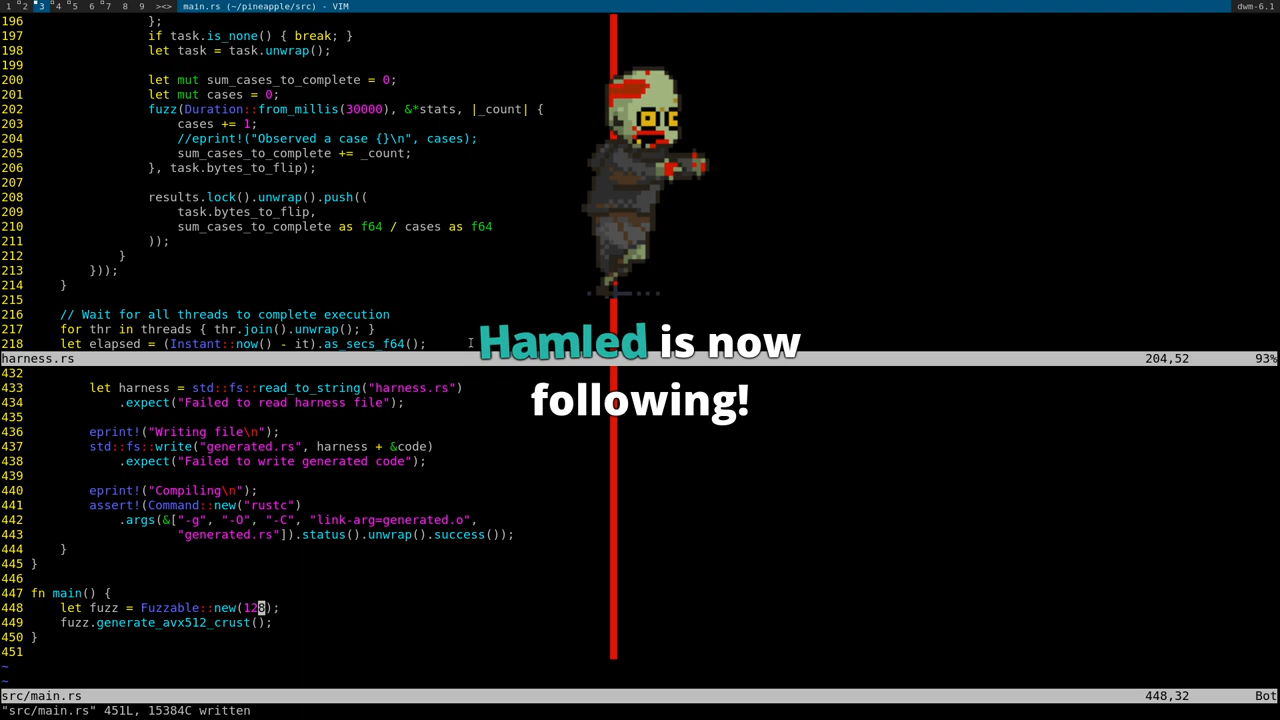 1 2 3 4 5 6 7 8 9 ><> main.rs (~/pineapple/src) - VIM dwm-6.1
196 };
197 if task.is_none() { break; }
198 let task = task.unwrap();
199
200 let mut sum_cases_to_complete = 0;
201 let mut cases = 0;
202 fuzz(Duration::from_millis(30000), &*stats, |_count| {
203 cases += 1;
204 //eprint!("Observed a case {}\n", cases);
205 sum_cases_to_complete += _count;
206 }, task.bytes_to_flip);
207
208 results.lock().unwrap().push((
209 task.bytes_to_flip,
210 sum_cases_to_complete as f64 / cases as f64
211 ));
212 }
213 }));
214 }
215
216 // Wait for all threads to complete execution
217 for thr in threads { thr.join().unwrap(); }
218 let elapsed = (Instant::now() - it).as_secs_f64();
Hamled is now
following!
harness.rs 204,52 93%
432
433 let harness = std::fs::read_to_string("harness.rs")
434 .expect("Failed to read harness file");
435
436 eprint!("Writing file\n");
437 std::fs::write("generated.rs", harness + &code)
438 .expect("Failed to write generated code");
439
440 eprint!("Compiling\n");
441 assert!(Command::new("rustc")
442 .args(&["-g", "-O", "-C", "link-arg=generated.o",
443 "generated.rs"]).status().unwrap().success());
444 }
445 }
446
447 fn main() {
448 let fuzz = Fuzzable::new(128);
449 fuzz.generate_avx512_crust();
450 }
451
~
~
src/main.rs 448,32 Bot
"src/main.rs" 451L, 15384C written